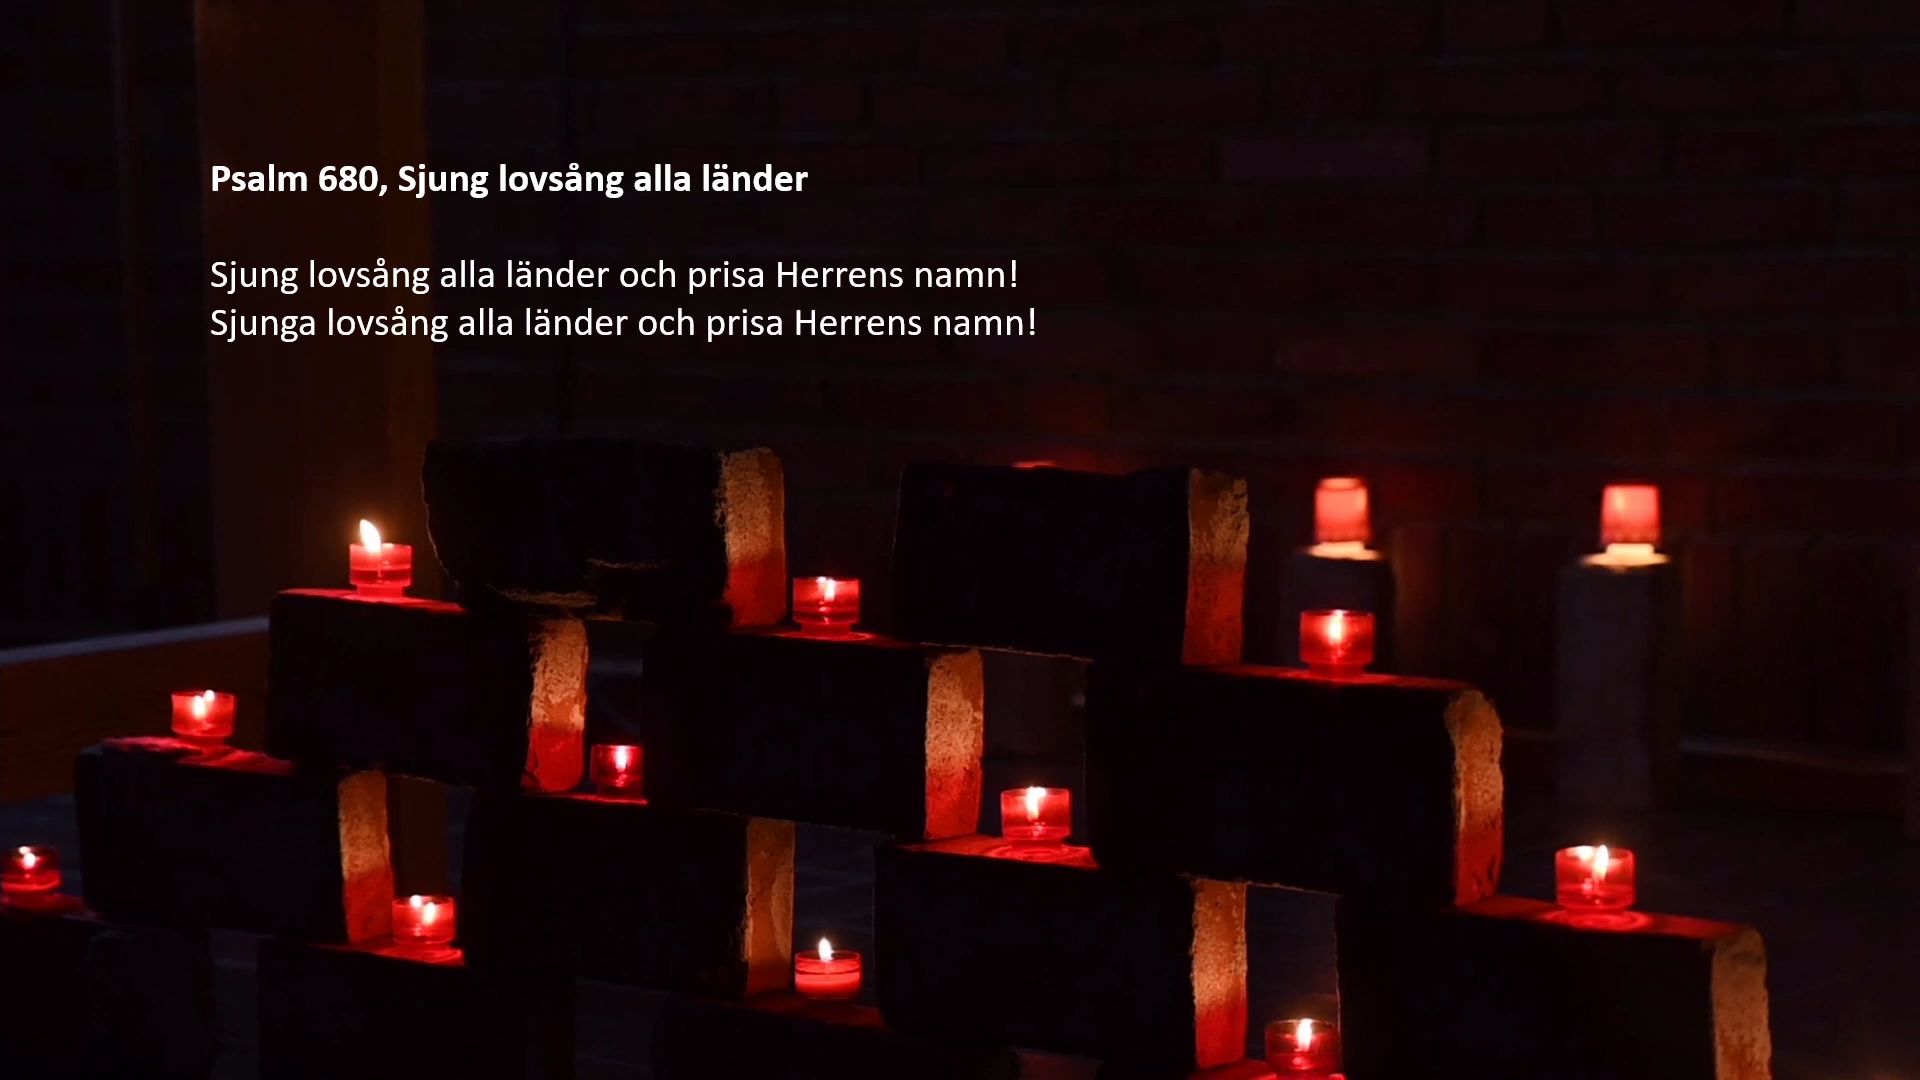 Psalm 680, Sjung lovsång alla länder
Sjung lovsång alla länder och prisa Herrens namn!
Sjunga lovsång alla länder och prisa Herrens namn!